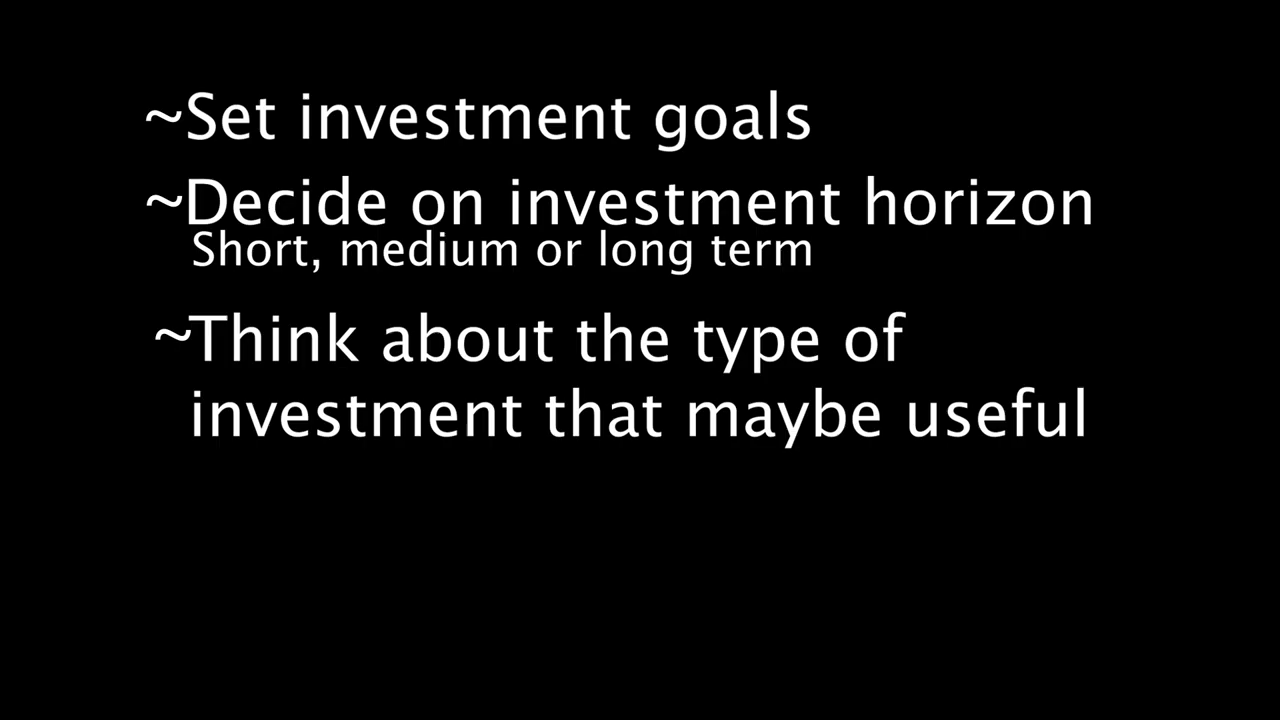 ~Set investment goals
~Decide on investment horizon
Short, medium or long term
~Think about the type of
investment that maybe useful